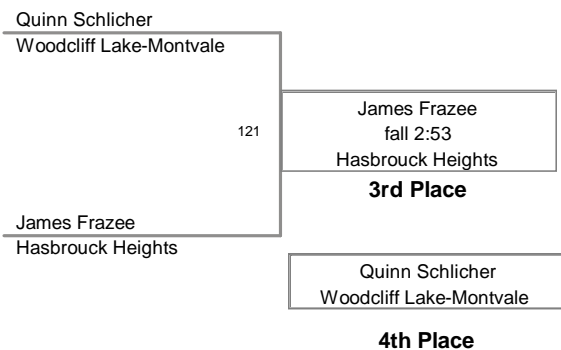 Quinn Schlicher
Woodcliff Lake-Montvale
121
James Frazee
fall 2:53
Hasbrouck Heights
3rd Place
James Frazee
Hasbrouck Heights
Quinn Schlicher
Woodcliff Lake-Montvale
4th Place